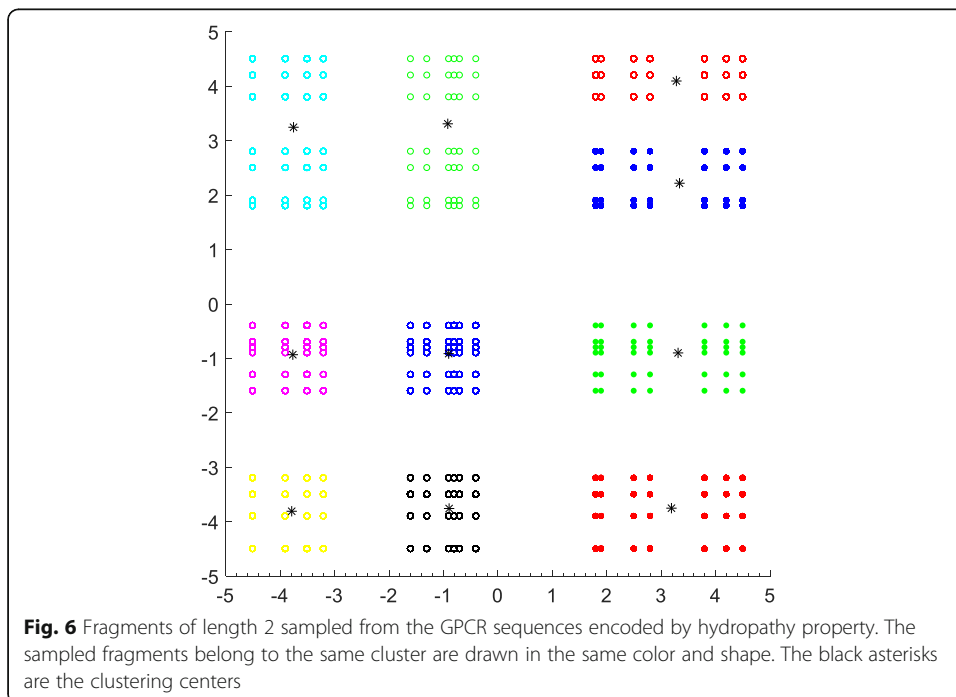 5
4
3
2
1
0
-1
-2
-3
-4
-5
-5 -4 -3 -2 -1 0 1 2 3 4 5
Fig. 6 Fragments of length 2 sampled from the GPCR sequences encoded by hydropathy property. The
sampled fragments belong to the same cluster are drawn in the same color and shape. The black asterisks
are the clustering centers